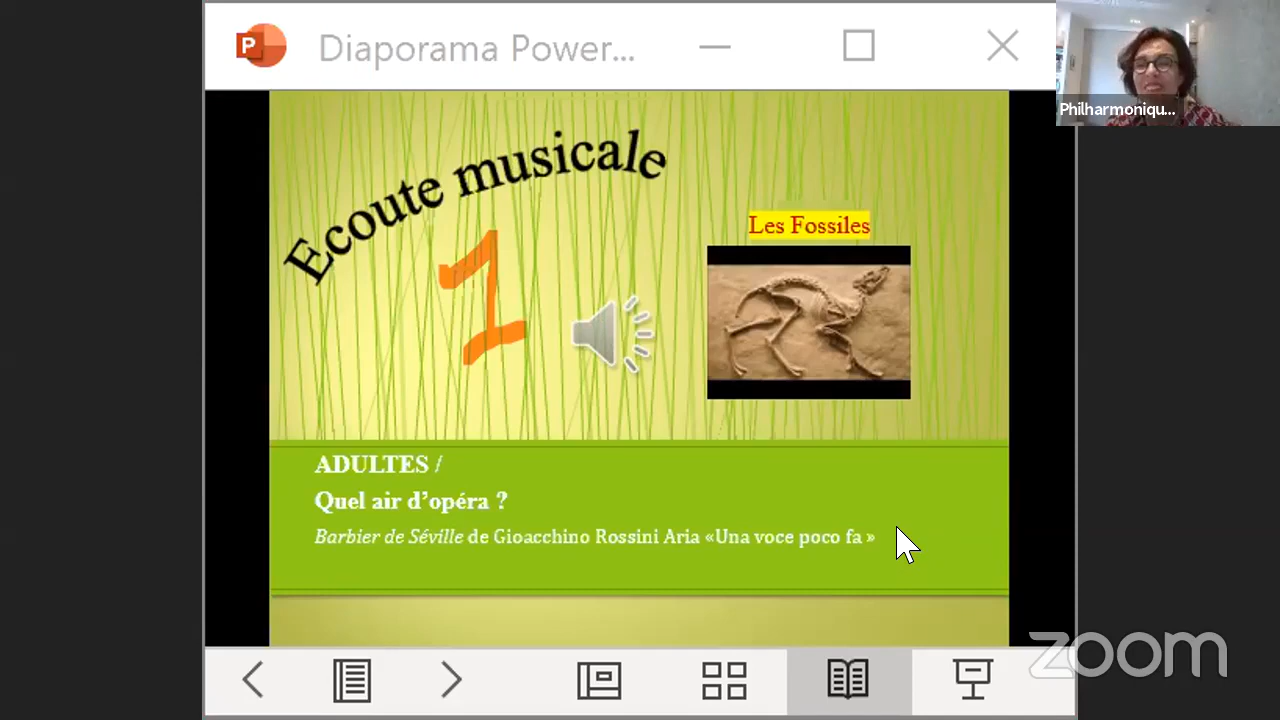 P
Diaporama Power...
Philharmoniqu...
Ecoute musicale
1
Les Fossiles
ADULTES /
Quel air d’opéra ?
Barbier de Séville de Gioacchino Rossini Aria «Una voce poco fa »
zoom